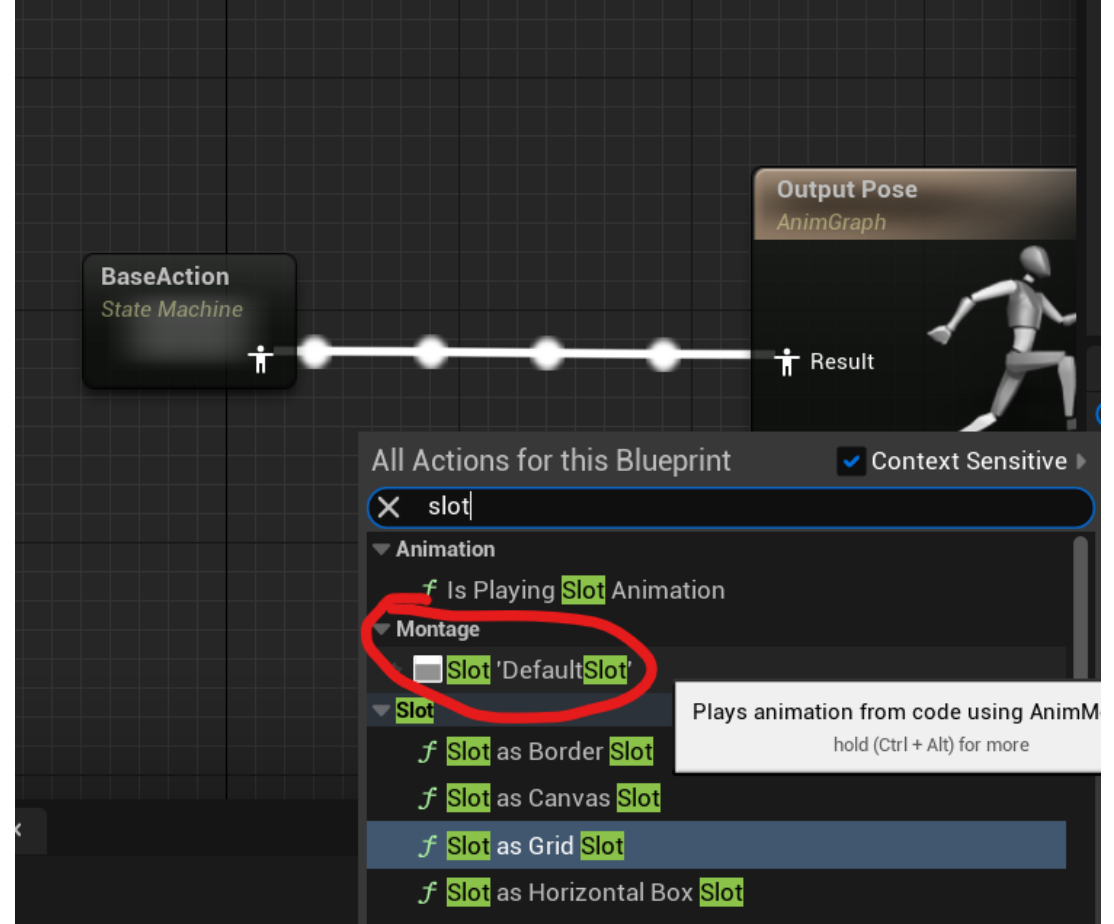 Output Pose
AnimGraph
BaseAction
State Machine
Result
All Actions for this Blueprint
Context Sensitive
slot
Animation
f Is Playing Slot Animation
Montage
Slot 'DefaultSlot'
Slot
Plays animation from code using AnimM
hold (Ctrl + Alt) for more
f Slot as Border Slot
f Slot as Canvas Slot
f Slot as Grid Slot
f Slot as Horizontal Box Slot